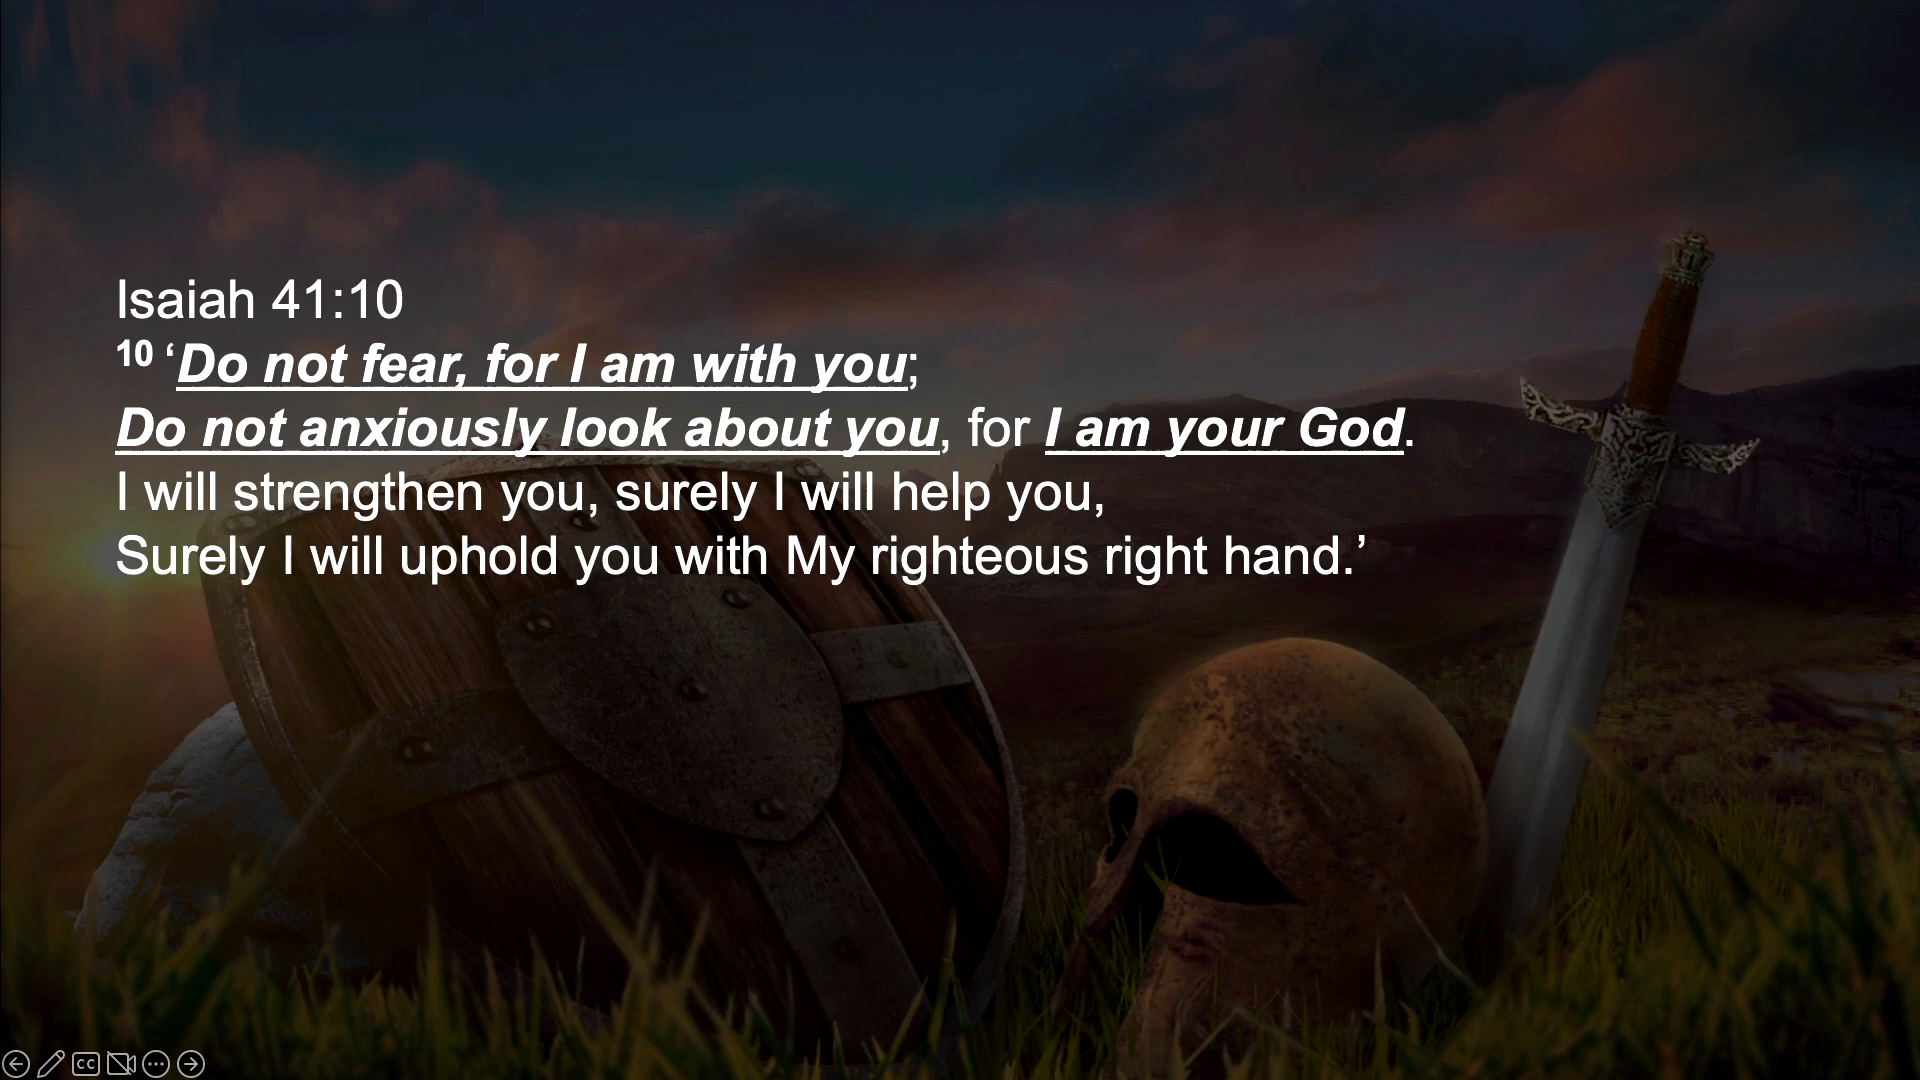 Isaiah 41:10
10 ‘Do not fear, for I am with you;
Do not anxiously look about you, for I am your God.
I will strengthen you, surely I will help you,
Surely I will uphold you with My righteous right hand.’
CC